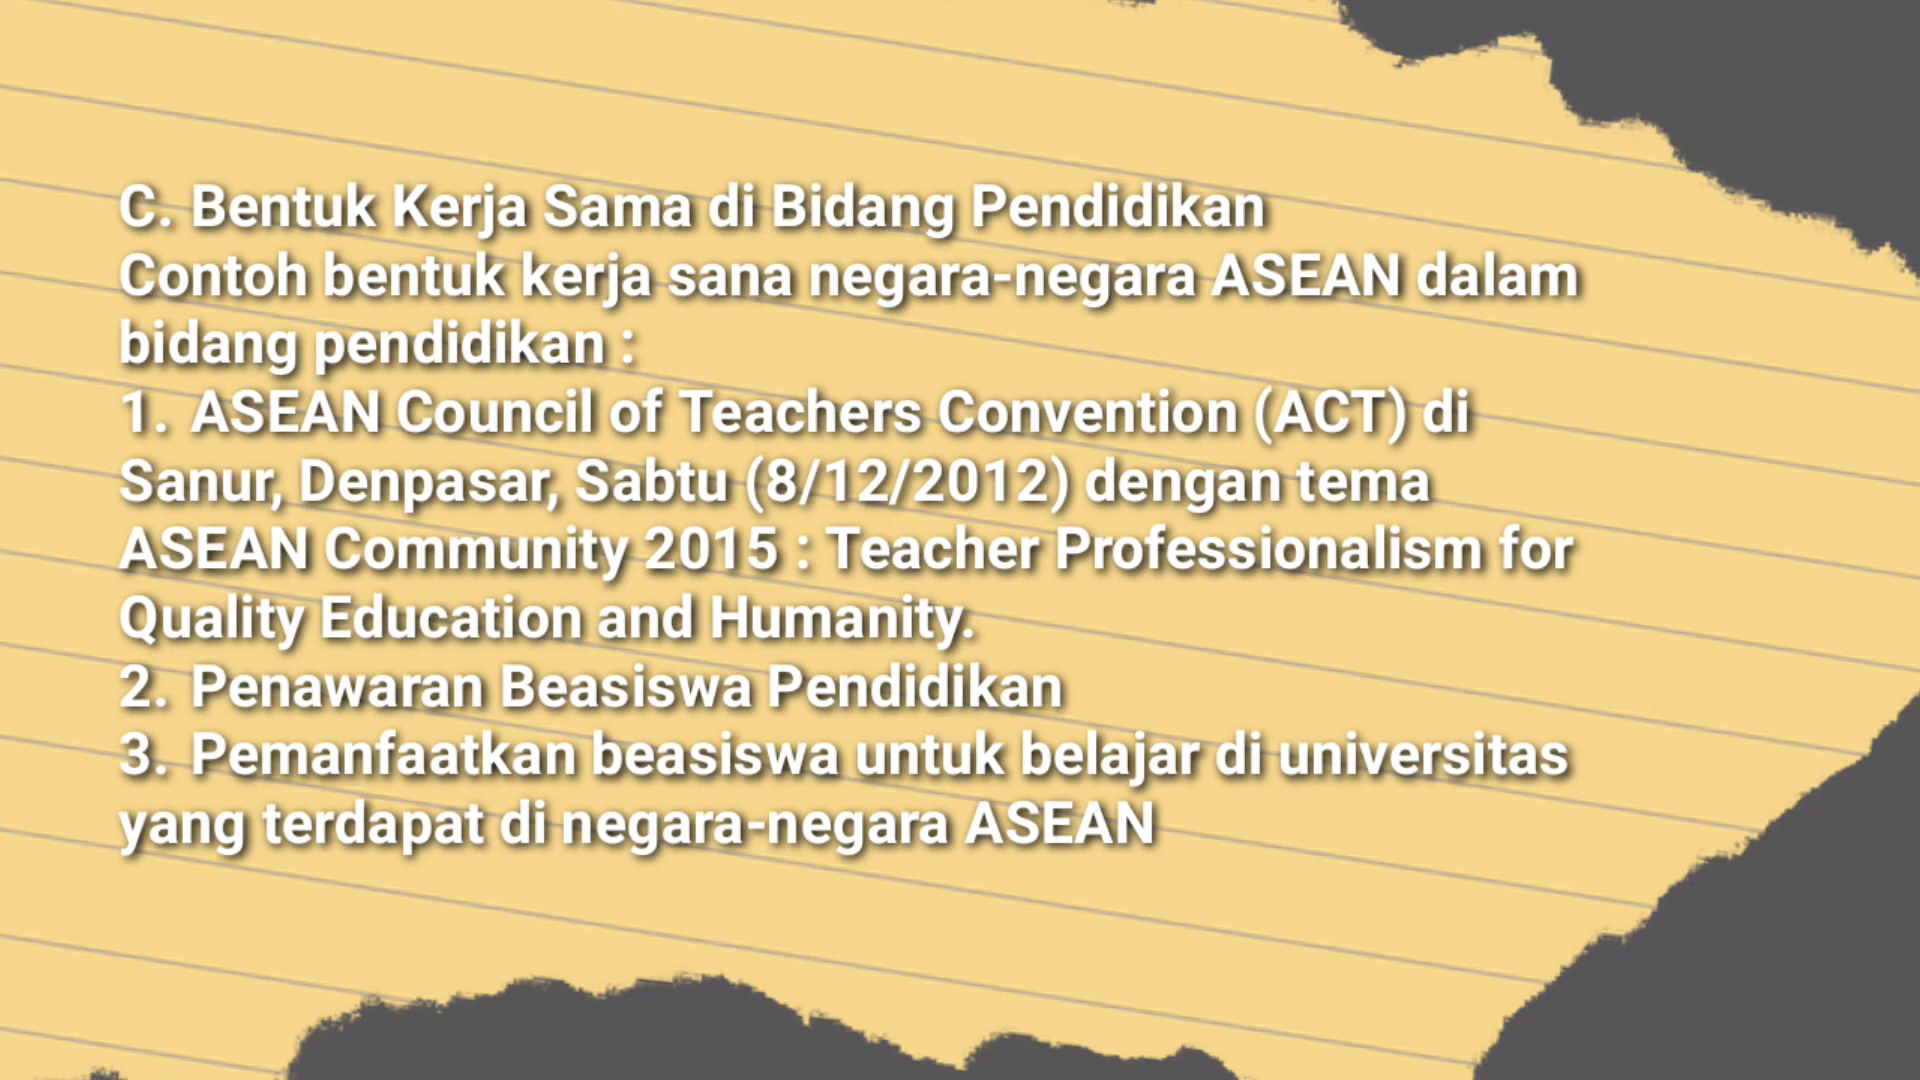 C. Bentuk Kerja Sama di Bidang Pendidikan
Contoh bentuk kerja sana negara-negara ASEAN dalam
bidang pendidikan :
1. ASEAN Council of Teachers Convention (ACT) di
Sanur, Denpasar, Sabtu (8/12/2012) dengan tema
ASEAN Community 2015 : Teacher Professionalism for
Quality Education and Humanity.
2. Penawaran Beasiswa Pendidikan
3. Pemanfaatkan beasiswa untuk belajar di universitas
yang terdapat di negara-negara ASEAN